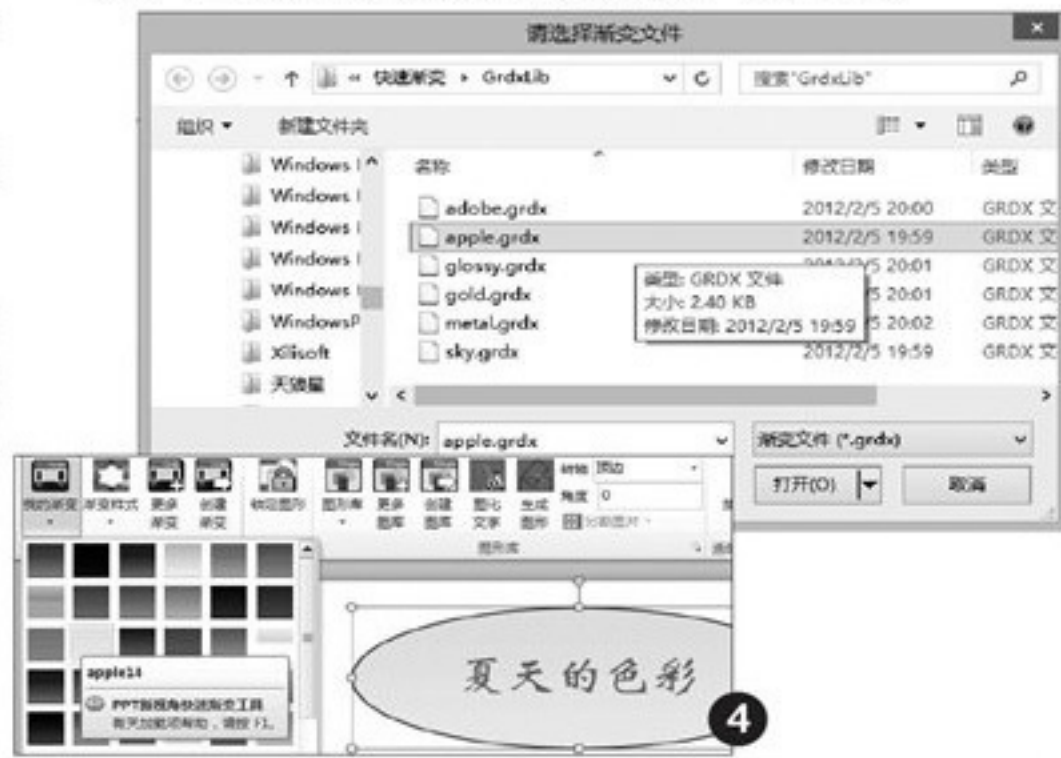 请选择渐变文件
« 快速渐变 › GrdxLib
搜索"GrdxLib"
组织 新建文件夹
名称 修改日期 类型
Windows
Windows
Windows
Windows
Windows
WindowsP
Xilisoft
天狼星
adobe.grdx 2012/2/5 20:00 GRDX 文
apple.grdx 2012/2/5 19:59 GRDX 文
glossy.grdx /5 20:01 GRDX 文
gold.grdx /5 20:01 GRDX 文
metal.grdx /5 20:02 GRDX 文
sky.grdx 2012/2/5 19:59 GRDX 文
类型: GRDX 文件
大小: 2.40 KB
修改日期: 2012/2/5 19:59
文件名(N): apple.grdx
渐变文件 (*.grdx)
打开(O) 取消
我的渐变 渐变样式 更多渐变 创建渐变 锁定图形 图形库 更多图库 创建图库 图化文字 生成图形
角度 0
分割图片
图形库
apple14
PPT新视角快速渐变工具
有关加载项帮助，请按 F1。
夏天的色彩
4